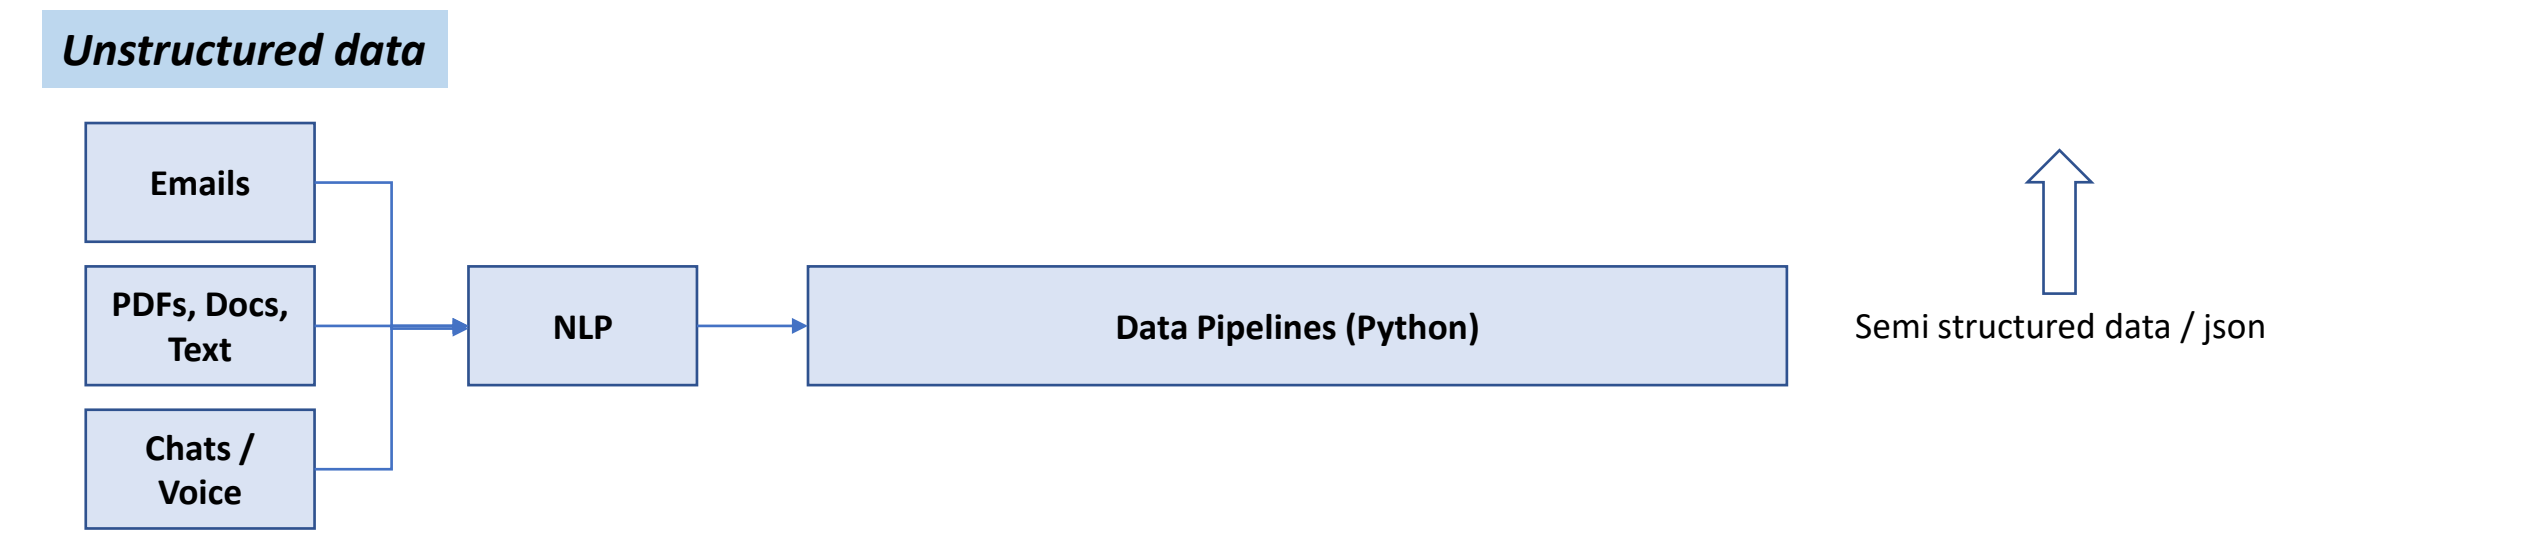 Unstructured data
Emails
PDFs, Docs,
Text
Chats /
Voice
NLP
Data Pipelines (Python)
Semi structured data / json